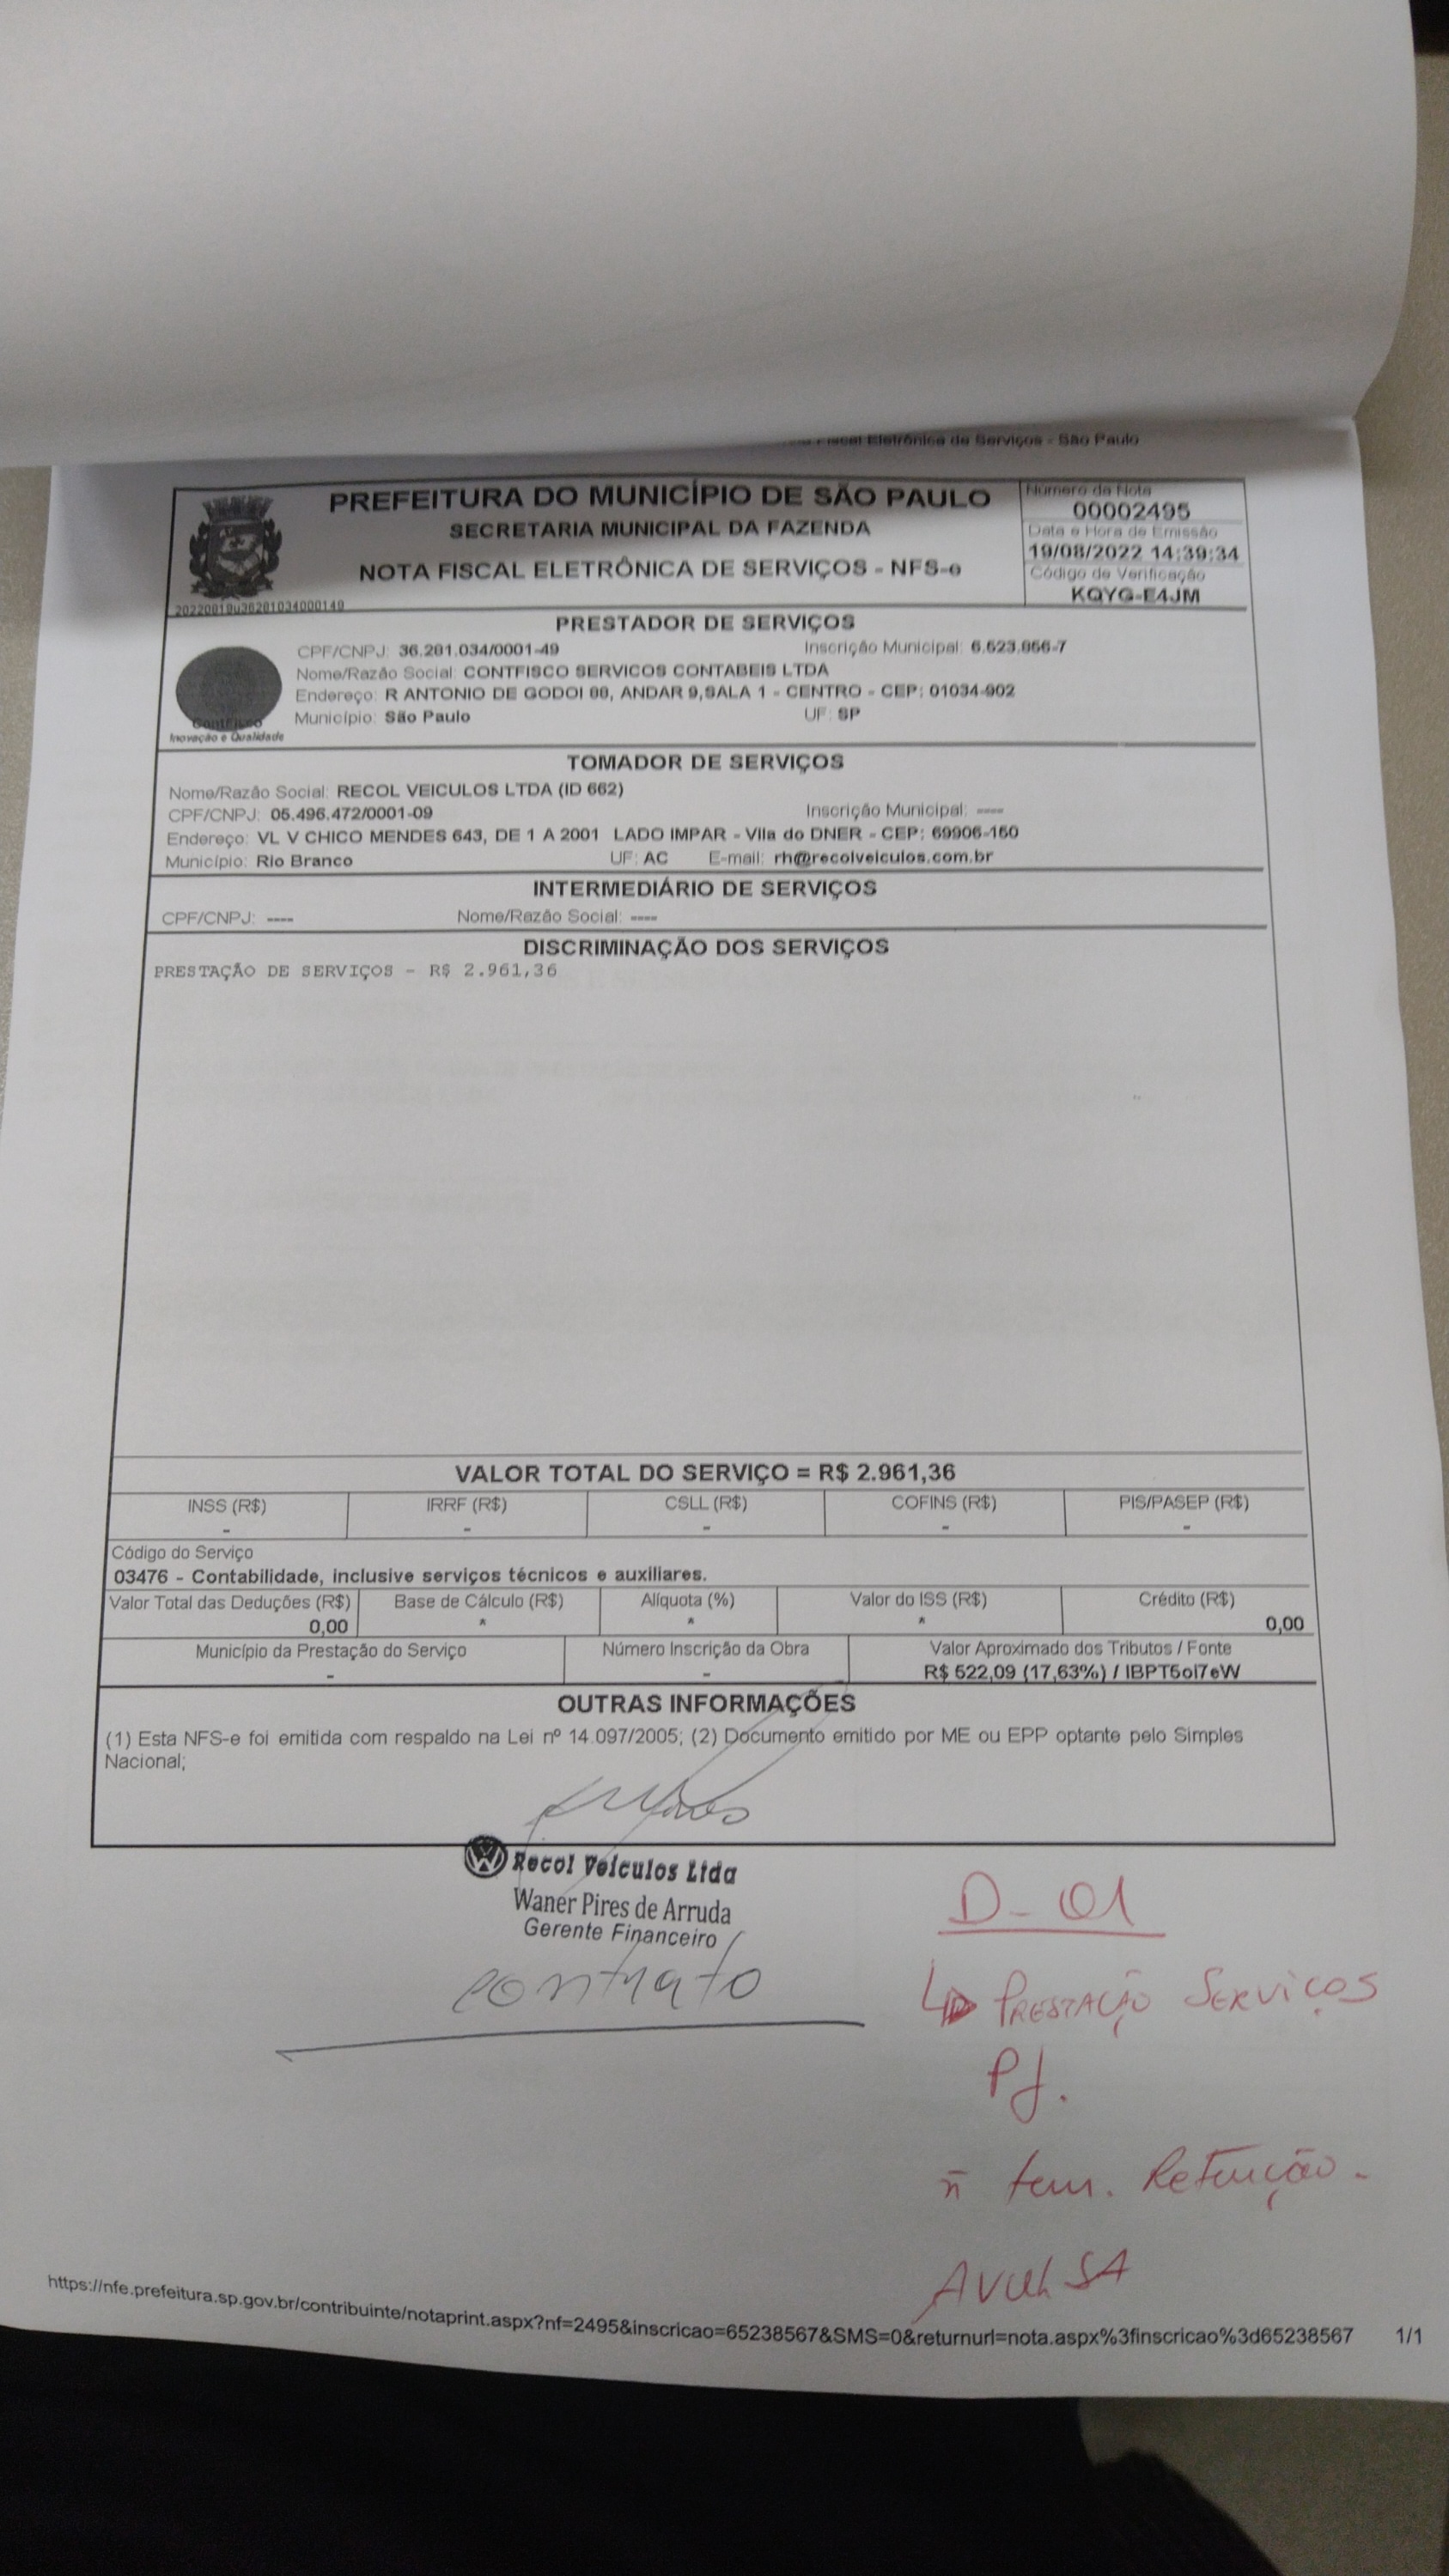 Fiscal Eletrônica de Serviços - São Paulo
PREFEITURA DO MUNICÍPIO DE SÃO PAULO
SECRETARIA MUNICIPAL DA FAZENDA
NOTA FISCAL ELETRÔNICA DE SERVIÇOS - NFS-e
Número da Nota
00002495
Data e Hora de Emissão
19/08/2022 14:39:34
Código de Verificação
KQYG-E4JM
20220819u36281034000149
PRESTADOR DE SERVIÇOS
CPF/CNPJ: 36.281.034/0001-49 Inscrição Municipal: 6.523.856-7
Nome/Razão Social: CONTFISCO SERVICOS CONTABEIS LTDA
Endereço: R ANTONIO DE GODOI 88, ANDAR 9,SALA 1 - CENTRO - CEP: 01034-902
Município: São Paulo UF: SP
Contfisco
Inovação e Qualidade
TOMADOR DE SERVIÇOS
Nome/Razão Social: RECOL VEICULOS LTDA (ID 662)
CPF/CNPJ: 05.496.472/0001-09 Inscrição Municipal: ----
Endereço: VL V CHICO MENDES 643, DE 1 A 2001 LADO IMPAR - Vila do DNER - CEP: 69906-150
Município: Rio Branco UF: AC E-mail: rh@recolveiculos.com.br
INTERMEDIÁRIO DE SERVIÇOS
CPF/CNPJ: ---- Nome/Razão Social: ----
DISCRIMINAÇÃO DOS SERVIÇOS
PRESTAÇÃO DE SERVIÇOS - R$ 2.961,36
VALOR TOTAL DO SERVIÇO = R$ 2.961,36
INSS (R$) IRRF (R$) CSLL (R$) COFINS (R$) PIS/PASEP (R$)
- - - - -
Código do Serviço
03476 - Contabilidade, inclusive serviços técnicos e auxiliares.
Valor Total das Deduções (R$) Base de Cálculo (R$) Alíquota (%) Valor do ISS (R$) Crédito (R$)
0,00 * * * 0,00
Município da Prestação do Serviço Número Inscrição da Obra Valor Aproximado dos Tributos / Fonte
- - R$ 522,09 (17,63%) / IBPT5ol7eW
OUTRAS INFORMAÇÕES
(1) Esta NFS-e foi emitida com respaldo na Lei nº 14.097/2005; (2) Documento emitido por ME ou EPP optante pelo Simples
Nacional;
Recol Veículos Ltda
Waner Pires de Arruda
Gerente Financeiro
contrato
D-01
PRESTAÇÃO SERVIÇOS
PJ.
ñ tem. Retenção.
AVULSA
https://nfe.prefeitura.sp.gov.br/contribuinte/notaprint.aspx?nf=2495&inscricao=65238567&SMS=0&returnurl=nota.aspx%3finscricao%3d65238567 1/1